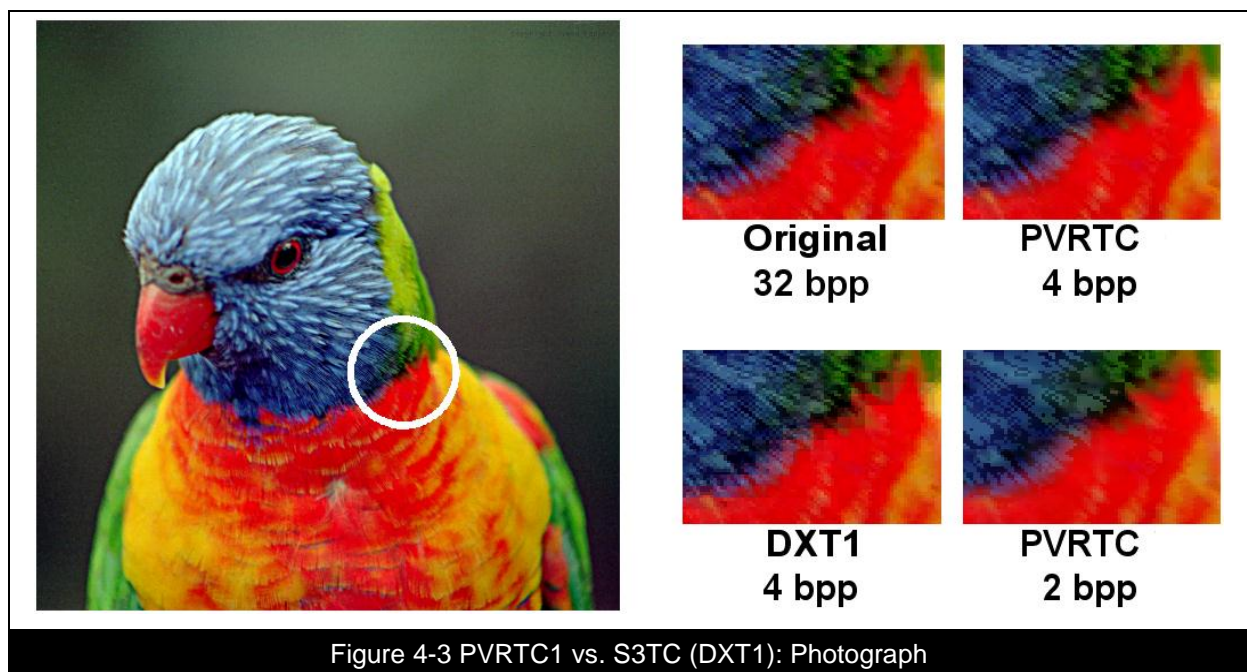 Original
32 bpp
PVRTC
4 bpp
DXT1
4 bpp
PVRTC
2 bpp
Figure 4-3 PVRTC1 vs. S3TC (DXT1): Photograph